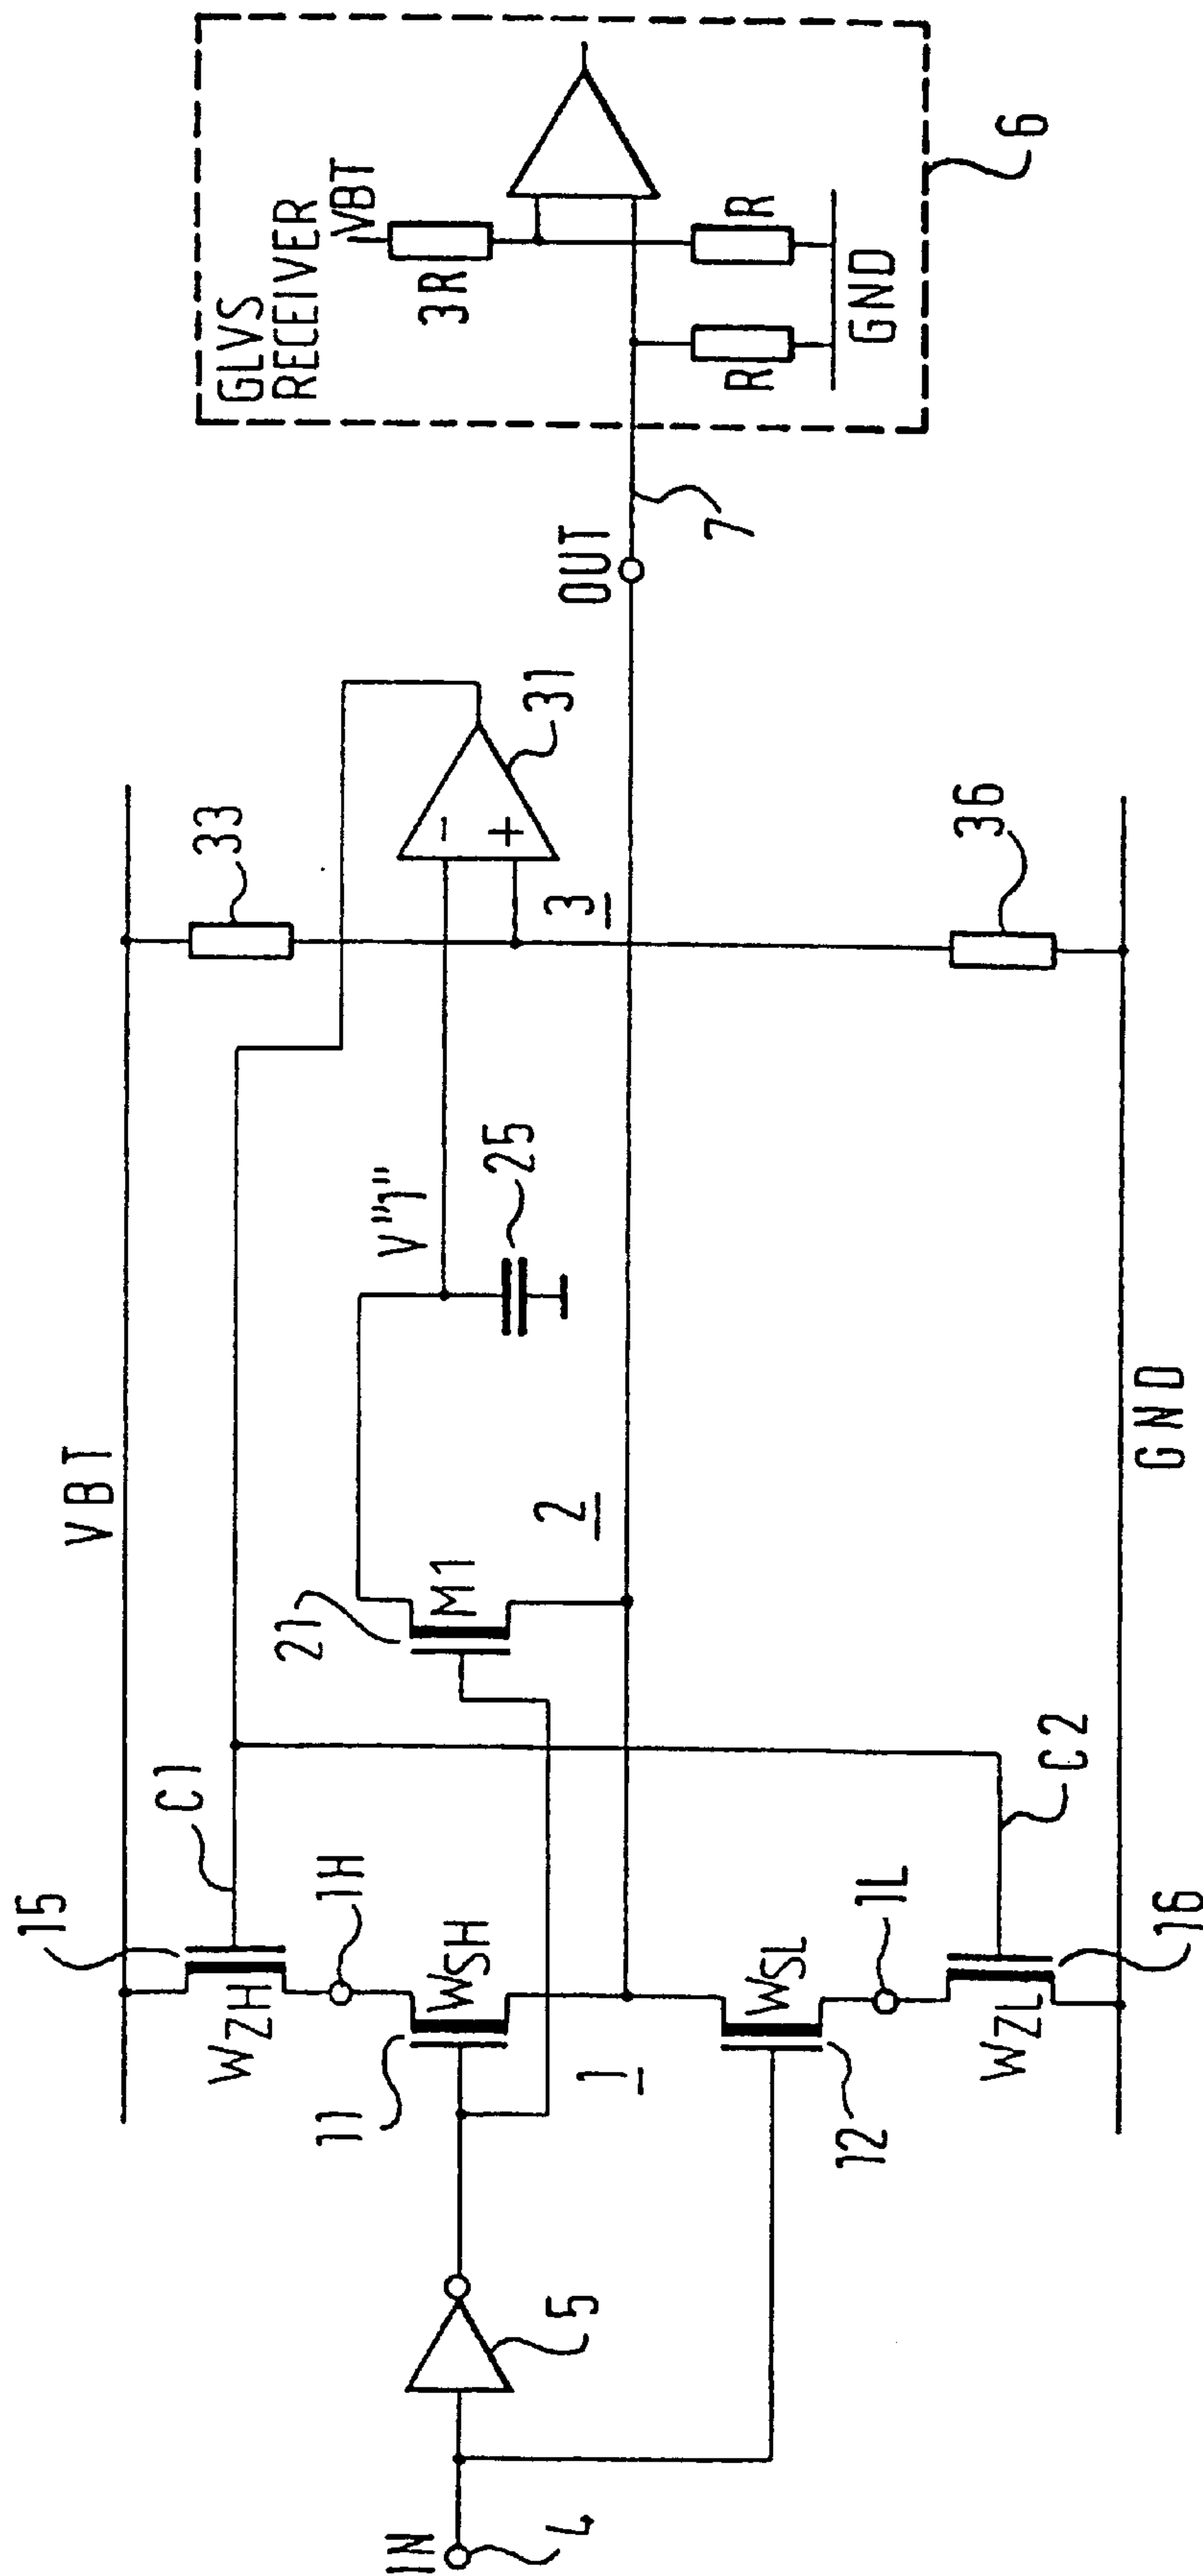 VBT
15
C1
WZH
1H
11
WSH
1
IN
4
5
12
WSL
1L
WZL
16
C2
GND
21
M1
2
V"1"
25
33
31
-
+
3
36
OUT
7
GLVS
RECEIVER
VBT
3R
R
R
GND
6